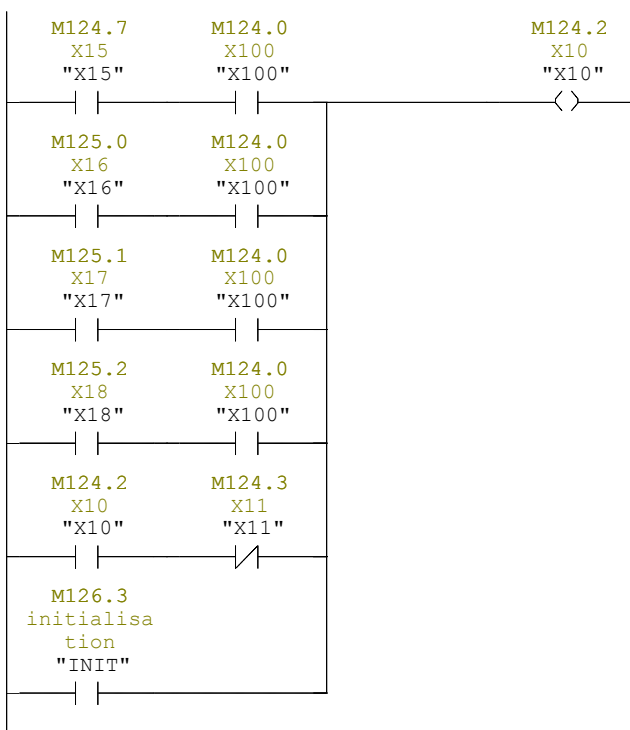 M124.7 M124.0 M124.2
X15 X100 X10
"X15" "X100" "X10"
M125.0 M124.0
X16 X100
"X16" "X100"
M125.1 M124.0
X17 X100
"X17" "X100"
M125.2 M124.0
X18 X100
"X18" "X100"
M124.2 M124.3
X10 X11
"X10" "X11"
M126.3
initialisa
tion
"INIT"